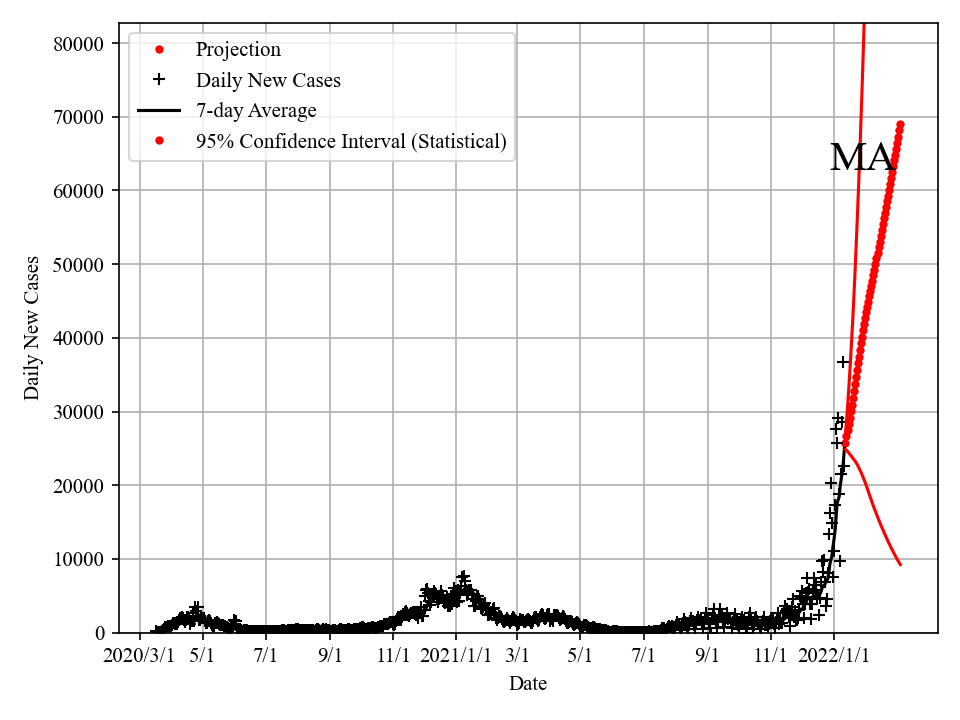 80000
Projection
Daily New Cases
7-day Average
95% Confidence Interval (Statistical)
70000
MA
60000
50000
40000
30000
20000
10000
0
Daily New Cases
2020/3/1 5/1 7/1 9/1 11/1 2021/1/1 3/1 5/1 7/1 9/1 11/1 2022/1/1
Date